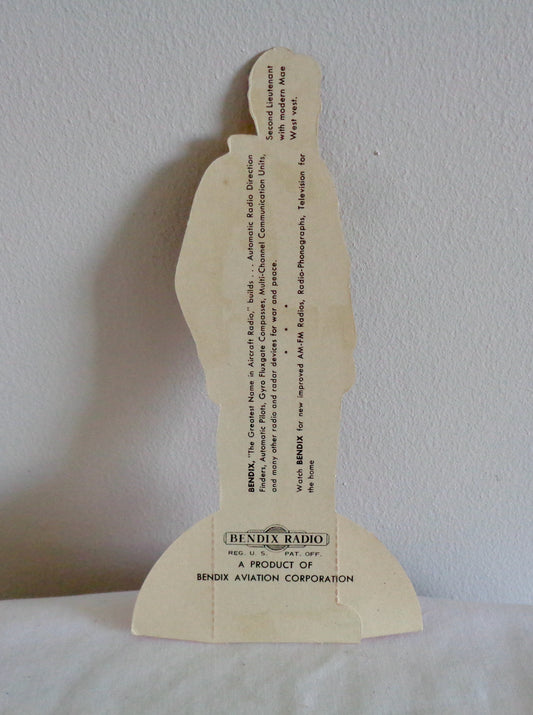 Second Lieutenant
with modern Mae
West vest.
BENDIX, "The Greatest Name in Aircraft Radio," builds . . . Automatic Radio Direction
Finders, Automatic Pilots, Gyro Fluxgate Compasses, Multi-Channel Communication Units,
and many other radio and radar devices for war and peace.
• • •
Watch BENDIX for new improved AM-FM Radios, Radio-Phonographs, Television for
the home
BENDIX RADIO
REG. U. S. PAT. OFF.
A PRODUCT OF
BENDIX AVIATION CORPORATION